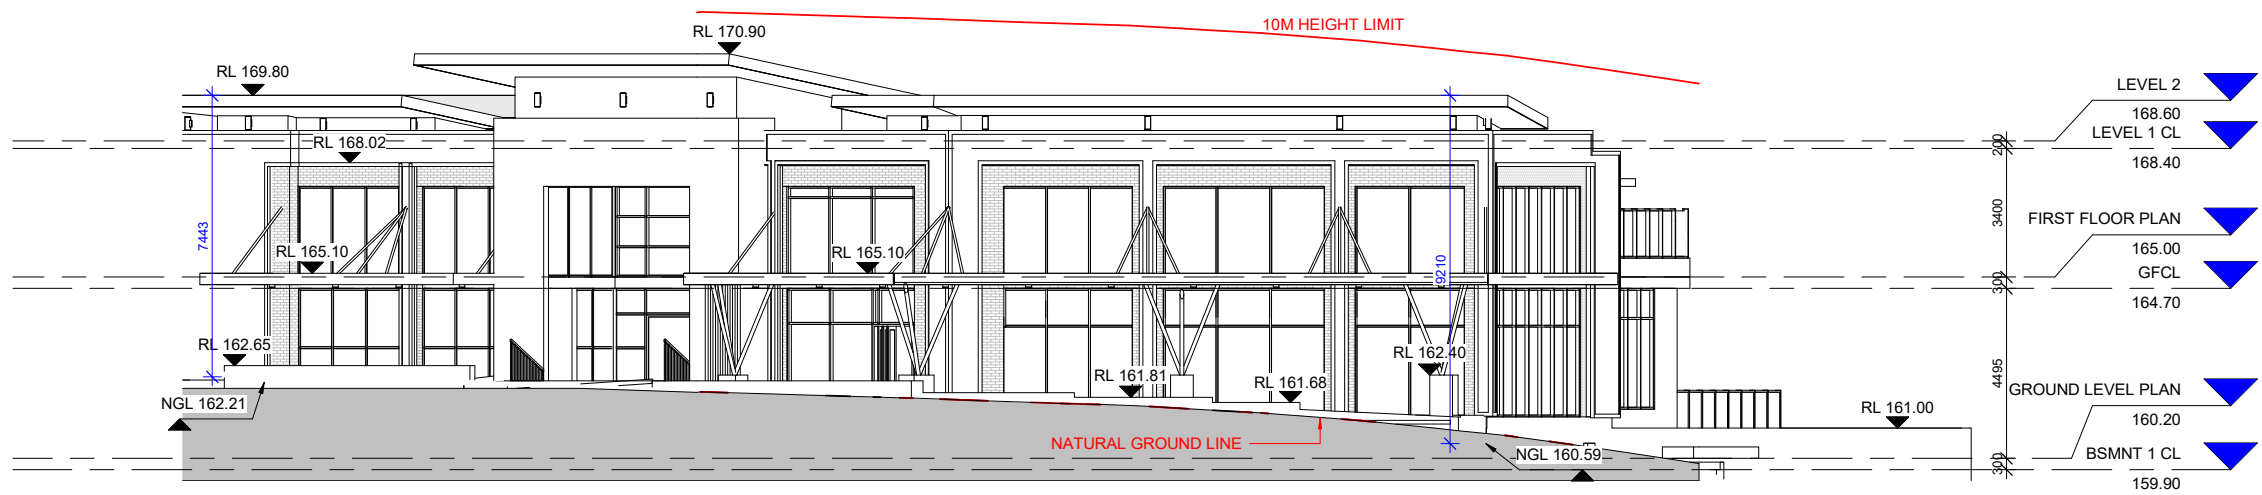 10M HEIGHT LIMIT
RL 170.90
RL 169.80
LEVEL 2
168.60
LEVEL 1 CL
168.40
200
RL 168.02
3400
FIRST FLOOR PLAN
165.00
7443
RL 165.10
RL 165.10
9210
GFCL
164.70
300
RL 162.65
RL 162.40
4495
RL 161.81
RL 161.68
GROUND LEVEL PLAN
160.20
NGL 162.21
RL 161.00
NATURAL GROUND LINE
NGL 160.59
BSMNT 1 CL
159.90
300